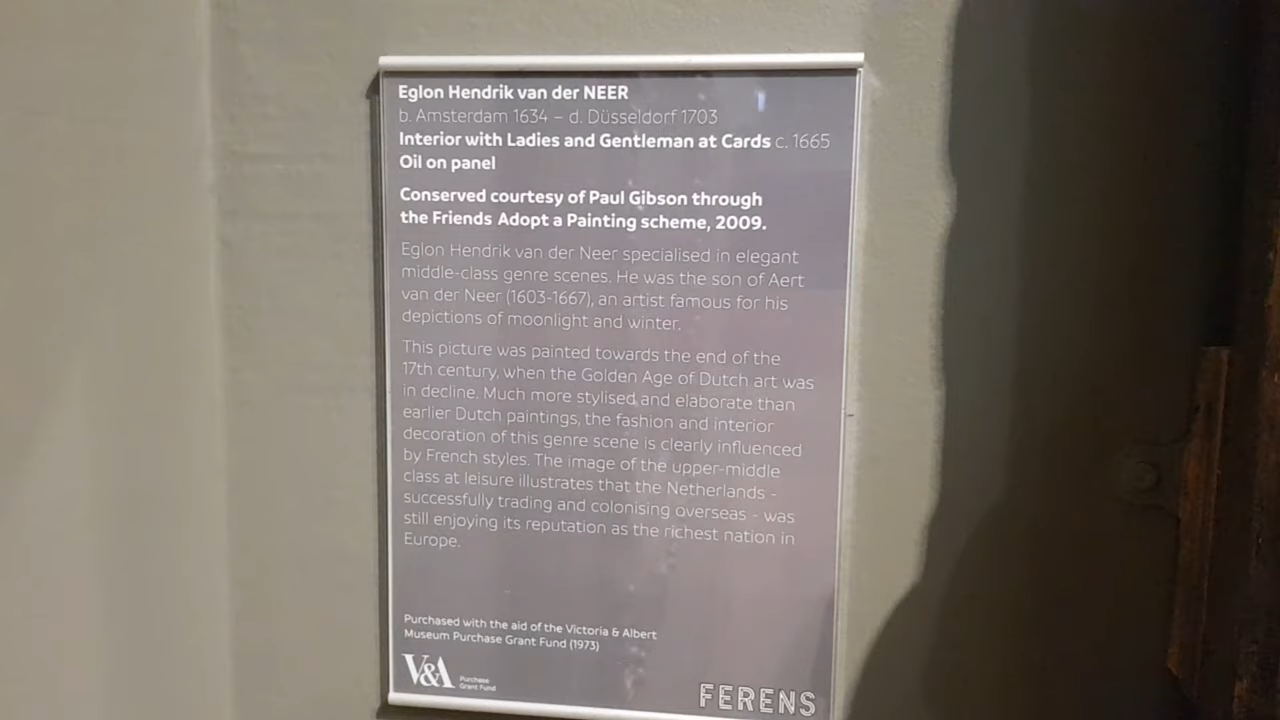 Eglon Hendrik van der NEER
b. Amsterdam 1634 – d. Düsseldorf 1703
Interior with Ladies and Gentleman at Cards c. 1665
Oil on panel
Conserved courtesy of Paul Gibson through
the Friends Adopt a Painting scheme, 2009.
Eglon Hendrik van der Neer specialised in elegant
middle-class genre scenes. He was the son of Aert
van der Neer (1603-1667), an artist famous for his
depictions of moonlight and winter.
This picture was painted towards the end of the
17th century, when the Golden Age of Dutch art was
in decline. Much more stylised and elaborate than
earlier Dutch paintings, the fashion and interior
decoration of this genre scene is clearly influenced
by French styles. The image of the upper-middle
class at leisure illustrates that the Netherlands -
successfully trading and colonising overseas - was
still enjoying its reputation as the richest nation in
Europe.
Purchased with the aid of the Victoria & Albert
Museum Purchase Grant Fund (1973)
V&A Purchase
Grant Fund
FERENS